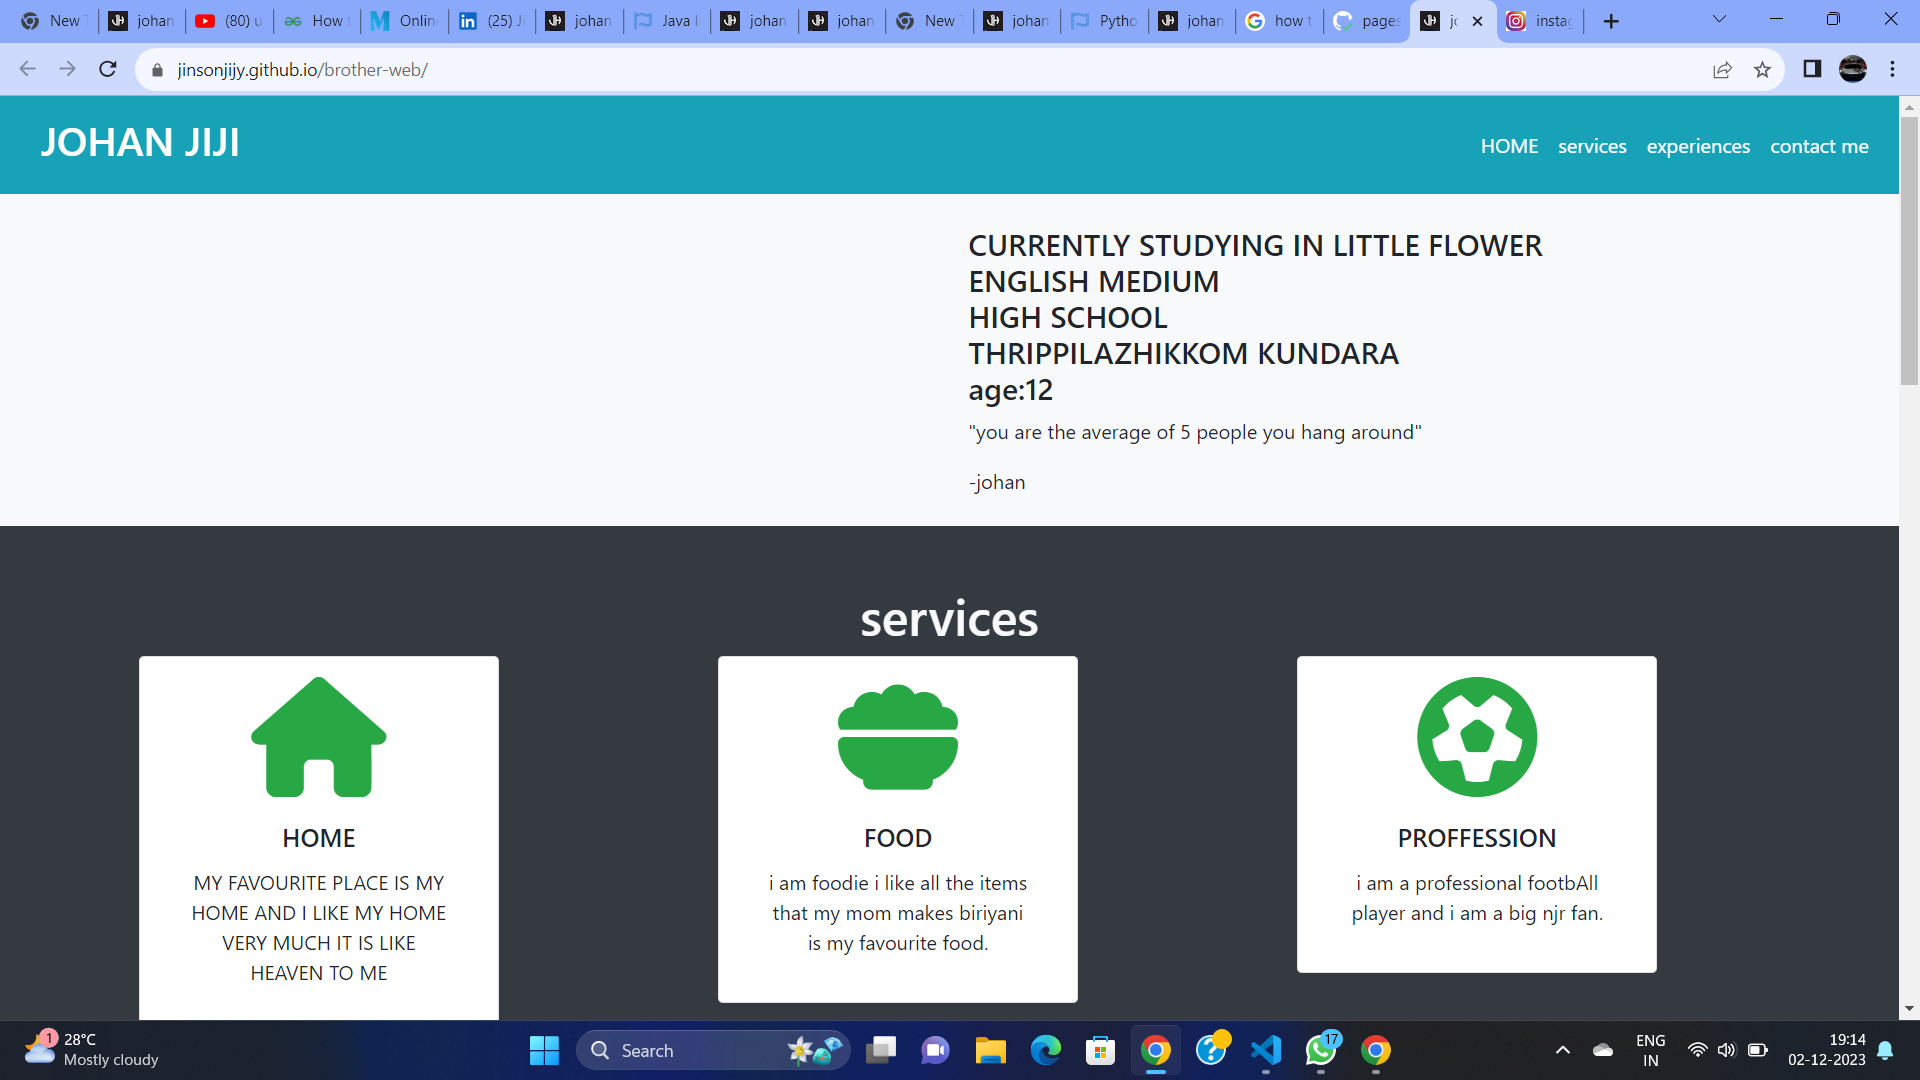 New
johan
(80) u
How
Onlin
(25) Ji
johan
Java
johan
johan
New
johan
Pytho
johan
how t
pages
instag
jinsonjijy.github.io/brother-web/
JOHAN JIJI
HOME services experiences contact me
CURRENTLY STUDYING IN LITTLE FLOWER
ENGLISH MEDIUM
HIGH SCHOOL
THRIPPILAZHIKKOM KUNDARA
age:12
"you are the average of 5 people you hang around"
-johan
services
HOME
MY FAVOURITE PLACE IS MY
HOME AND I LIKE MY HOME
VERY MUCH IT IS LIKE
HEAVEN TO ME
FOOD
i am foodie i like all the items
that my mom makes biriyani
is my favourite food.
PROFFESSION
i am a professional footbAll
player and i am a big njr fan.
1
28°C
Mostly cloudy
Search
17
ENG
IN
19:14
02-12-2023